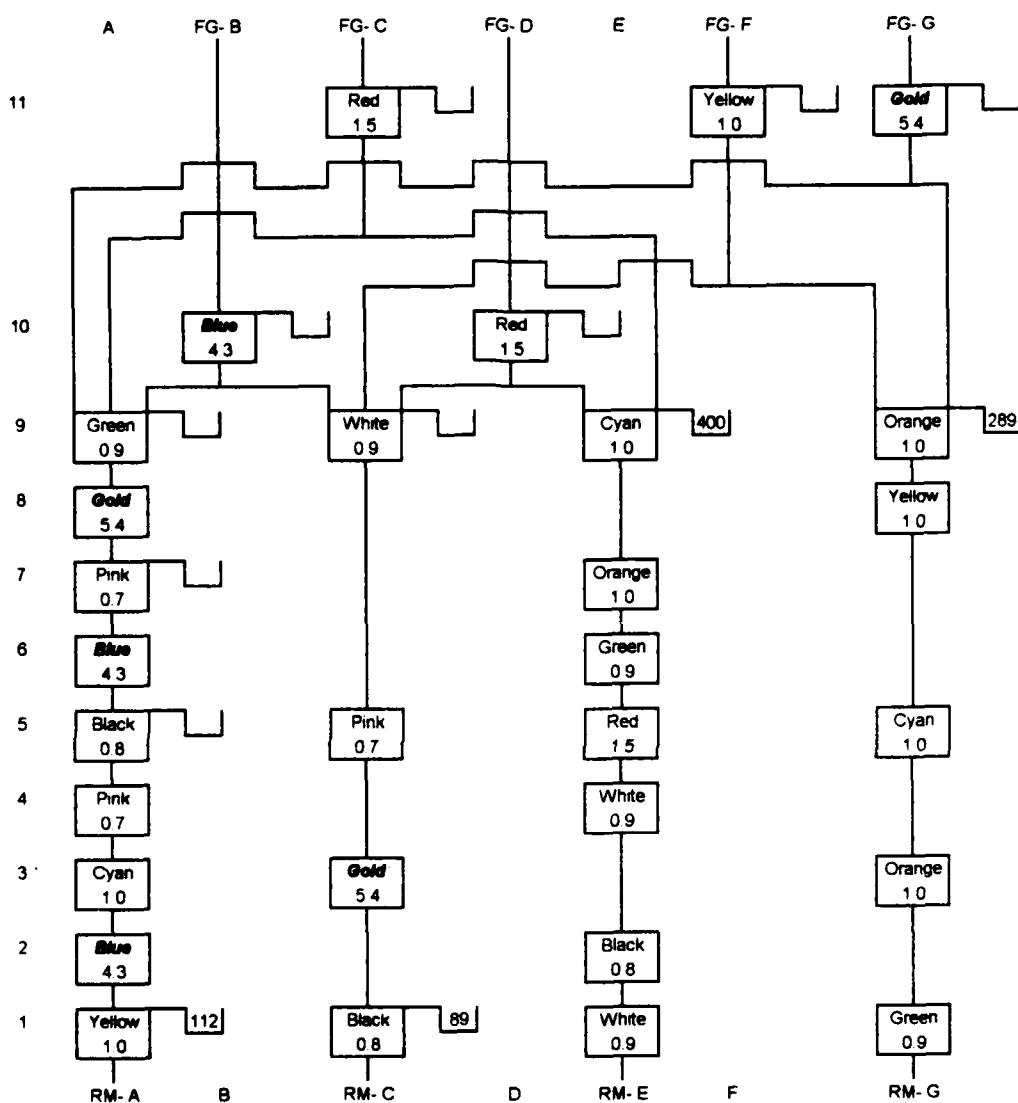 A FG- B FG- C FG- D E FG- F FG- G
11 Red Yellow Gold
1 5 1 0 5 4
10 Blue Red
4 3 1 5
9 Green White Cyan 400 Orange 289
0 9 0 9 1 0 1 0
8 Gold Yellow
5 4 1 0
7 Pink Orange
0.7 1 0
6 Blue Green
4 3 0 9
5 Black Pink Red Cyan
0 8 0 7 1 5 1 0
4 Pink White
0.7 0 9
3 Cyan Gold Orange
1 0 5 4 1 0
2 Blue Black
4.3 0 8
1 Yellow 112 Black 89 White Green
1 0 0 8 0.9 0 9
RM- A B RM- C D RM- E F RM- G